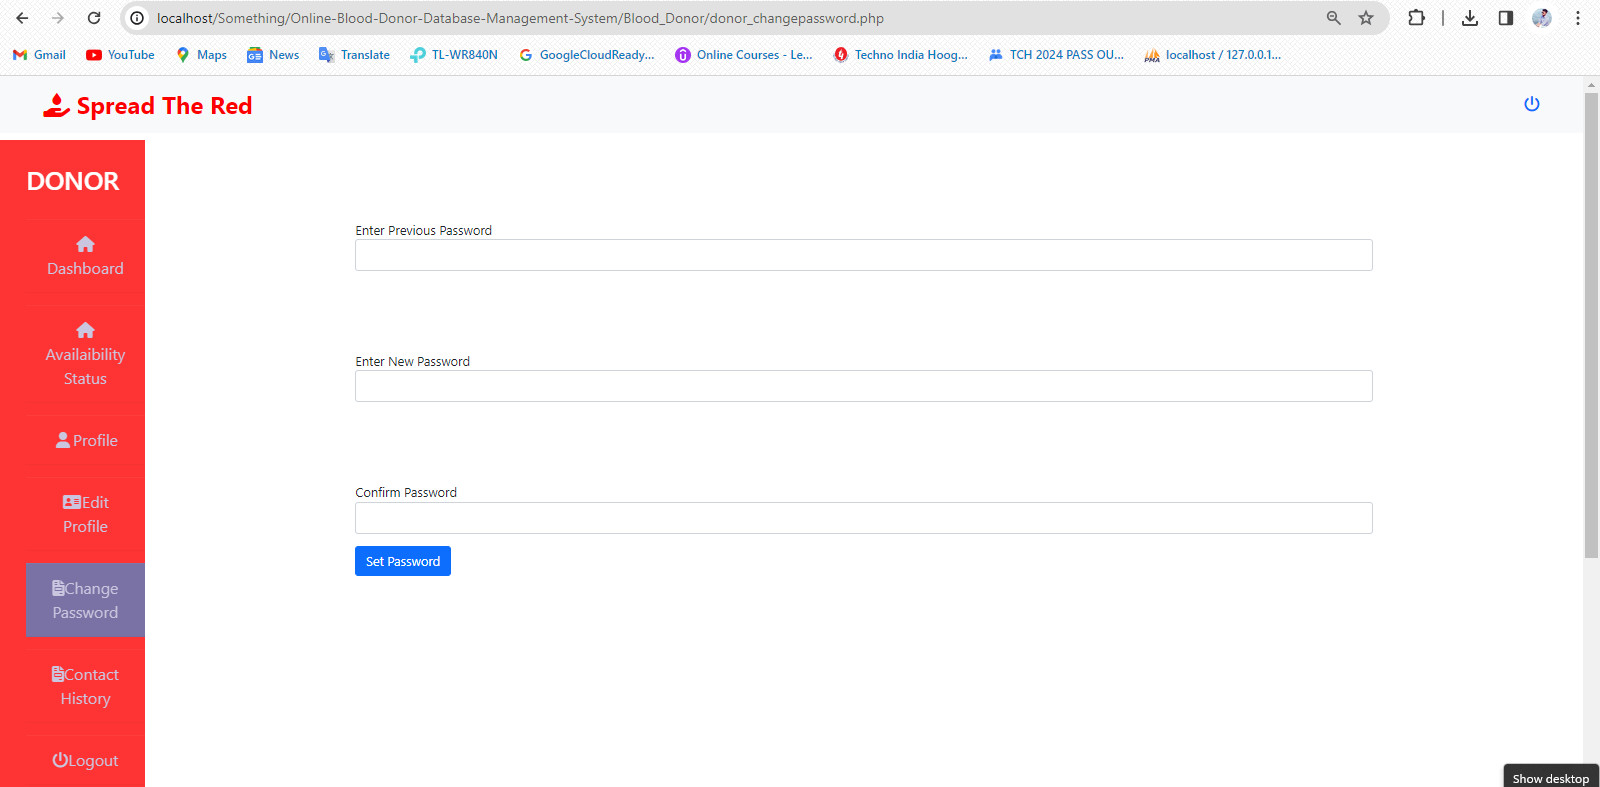 localhost/Something/Online-Blood-Donor-Database-Management-System/Blood_Donor/donor_changepassword.php
Gmail YouTube Maps News Translate TL-WR840N GoogleCloudReady... Online Courses - Le... Techno India Hoog... TCH 2024 PASS OU... localhost / 127.0.0.1...
Spread The Red
DONOR
Dashboard
Availaibility
Status
Profile
Edit
Profile
Change
Password
Contact
History
Logout
Enter Previous Password
Enter New Password
Confirm Password
Set Password
Show desktop